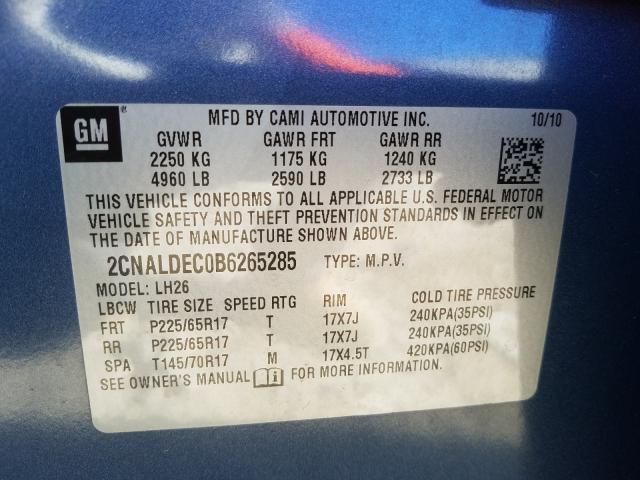 GM ®
MFD BY CAMI AUTOMOTIVE INC. 10/10
GVWR GAWR FRT GAWR RR
2250 KG 1175 KG 1240 KG
4960 LB 2590 LB 2733 LB
THIS VEHICLE CONFORMS TO ALL APPLICABLE U.S. FEDERAL MOTOR
VEHICLE SAFETY AND THEFT PREVENTION STANDARDS IN EFFECT ON
THE DATE OF MANUFACTURE SHOWN ABOVE.
2CNALDEC0B6265285 TYPE: M.P.V.
MODEL: LH26
LBCW TIRE SIZE SPEED RTG RIM COLD TIRE PRESSURE
FRT P225/65R17 T 17X7J 240KPA(35PSI)
RR P225/65R17 T 17X7J 240KPA(35PSI)
SPA T145/70R17 M 17X4.5T 420KPA(60PSI)
SEE OWNER'S MANUAL FOR MORE INFORMATION.